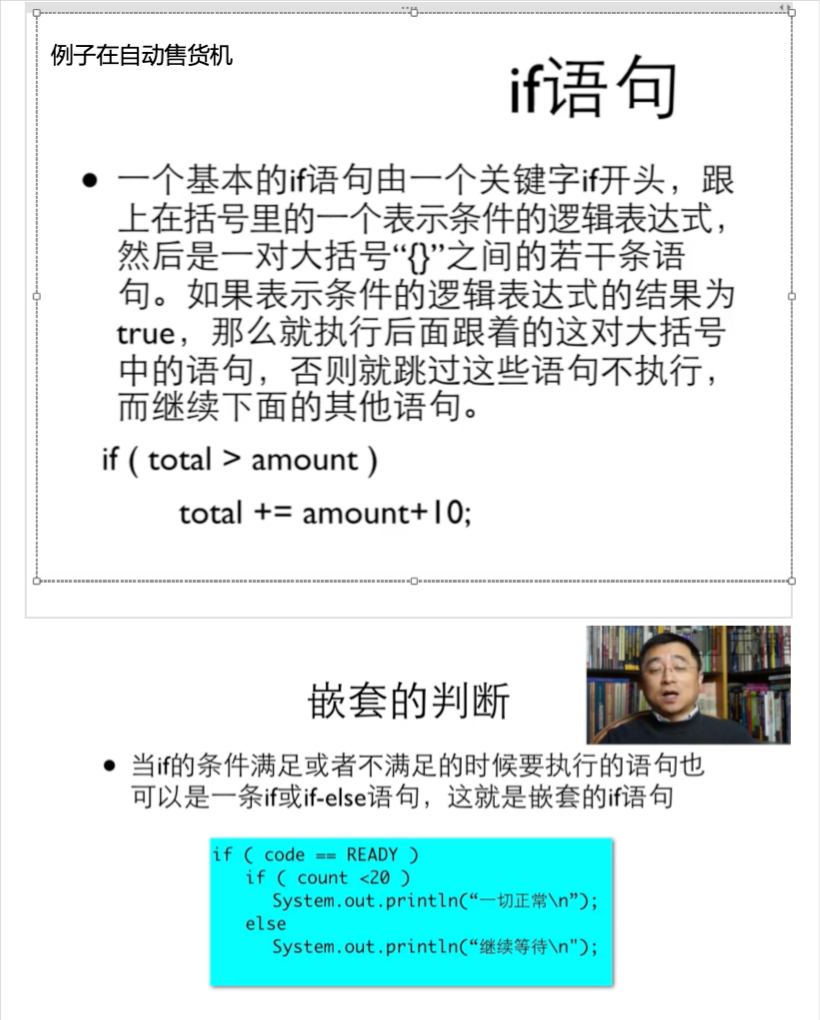 例子在自动售货机
if语句
● 一个基本的if语句由一个关键字if开头，跟
上在括号里的一个表示条件的逻辑表达式，
然后是一对大括号“{}”之间的若干条语
句。如果表示条件的逻辑表达式的结果为
true，那么就执行后面跟着的这对大括号
中的语句，否则就跳过这些语句不执行，
而继续下面的其他语句。
if ( total > amount )
total += amount+10;
嵌套的判断
● 当if的条件满足或者不满足的时候要执行的语句也
可以是一条if或if-else语句，这就是嵌套的if语句
if ( code == READY )
if ( count <20 )
System.out.println(“一切正常\n”);
else
System.out.println(“继续等待\n");